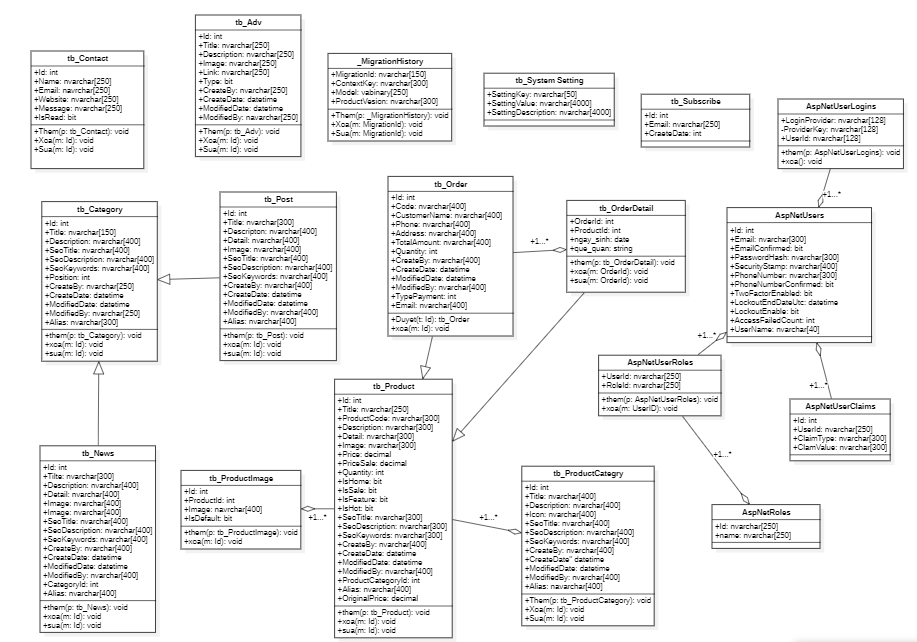 tb_Contact
+Id: int
+Name: nvarchar[250]
+Email: navrchar[250]
+Website: nvarchar[250]
+Message: nvarchar[250]
+IsRead: bit
+Them(p: tb_Contact): void
+Xoa(m: Id): void
+Sua(m: Id): void
tb_Adv
+Id: int
+Title: nvarchar[250]
+Description: nvarchar[250]
+Image: nvarchar[250]
+Link: nvarchar[250]
+Type: bit
+CreateBy: nvarchar[250]
+CreateDate: datetime
+ModifiedDate: datetime
+ModifiedBy: navarchar[250]
+Them(p: tb_Adv): void
+Xoa(m: Id): void
+Sua(m: Id): void
_MigrationHistory
+MigrationId: nvarchar[150]
+ContextKey: nvarchar[300]
+Model: vabinary[250]
+ProductVesion: nvarchar[300]
+Them(p: _MigrationHistory): void
+Xoa(m: MigrationId): void
+Sua(m: MigrationId): void
tb_System Setting
+SettingKey: nvarchar[50]
+SettingValue: nvarchar[4000]
+SettingDescription: nvarchar[4000]
tb_Subscribe
+Id: int
+Email: nvarchar[250]
+CraeteDate: int
AspNetUserLogins
+LoginProvider: nvarchar[128]
-ProviderKey: nvarchar[128]
+UserId: nvarchar[128]
+them(p: AspNetUserLogins): void
+xoa(): void
+1...*
tb_Category
+Id: int
+Title: nvarchar[150]
+Description: nvarchar[400]
+SeoTitle: nvarchar[400]
+SeoDescription: nvarchar[400]
+SeoKeywords: nvarchar[400]
+Position: int
+CreateBy: nvarchar[250]
+CreateDate: datetime
+ModifiedDate: datetime
+ModifiedBy: nvarchar[250]
+Alias: nvarchar[300]
+them(p: tb_Category): void
+xoa(m: Id): void
+sua(m: Id): void
tb_Post
+Id: int
+Title: nvarchar[300]
+Descripton: nvarchar[400]
+Detail: nvarchar[400]
+Image: nvarchar[400]
+SeoTitle: nvarchar[400]
+SeoDescription: nvarchar[400]
+SeoKeywords: nvarchar[400]
+CreateBy: nvarchar[400]
+CreateDate: nvarchar[400]
+ModifiedDate: nvarchar[400]
+ModifiedBy: nvarchar[400]
+Alias: nvarchar[400]
+them(p: tb_Post): void
+xoa(m: Id): void
+sua(m: Id): void
tb_Order
+Id: int
+Code: nvarchar[400]
+CustomerName: nvarchar[400]
+Phone: nvarchar[400]
+Address: nvarchar[400]
+TotalAmount: nvarchar[400]
+Quantity: int
+CreateBy: nvarchar[400]
+CreateDate: nvarchar[400]
+ModifiedDate: nvarchar[400]
+ModifiedBy: nvarchar[400]
+TypePayment: int
+Email: nvarchar[400]
+Duyet(t: Id): tb_Order
+xoa(m: Id): void
+1...*
tb_OrderDetail
+OrderId: int
+ProductId: int
+ngay_sinh: date
+que_quan: string
+them(p: tb_OrderDetail): void
+xoa(m: OrderId): void
+sua(m: OrderId): void
AspNetUsers
+Id: int
+Email: nvarchar[300]
+EmailConfirmed: bit
+PasswordHash: nvarchar[300]
+SecurityStamp: nvarchar[400]
+PhoneNumber: nvarchar[300]
+PhoneNumberConfirmed: bit
+TwoFactorEnabled: bit
+LockoutEndDateUtc: datetime
+LockoutEnable: bit
+AccessFailedCount: int
+UserName: nvarchar[40]
+1...*
+1...*
AspNetUserRoles
+UserId: nvarchar[250]
+RoleId: nvarchar[250]
+them(p: AspNetUserRoles): void
+xoa(m: UserID): void
AspNetUserClaims
+Id: int
+UserId: nvarchar[250]
+ClaimType: nvarchar[300]
+ClamValue: nvarchar[300]
+1...*
AspNetRoles
+Id: nvarchar[250]
+name: nvarchar[250]
tb_News
+Id: int
+Tilte: nvarchar[300]
+Description: nvarchar[400]
+Detail: nvarchar[400]
+Image: nvarchar[400]
+Image: nvarchar[400]
+SeoTitle: nvarchar[400]
+SeoDescription: nvarchar[400]
+SeoKeywords: nvarchar[400]
+CreateBy: nvarchar[400]
+CreateDate: datetime
+ModifiedDate: datetime
+ModifiedBy: nvarchar[400]
+CategoryId: int
+Alias: nvarchar[400]
+them(p: tb_News): void
+xoa(m: Id): void
+sua(m: Id): void
tb_ProductImage
+Id: int
+ProductId: int
+Image: navrchar[400]
+IsDefault: bit
+them(p: tb_ProductImage): void
+xoa(m: Id): void
+1...*
tb_Product
+Id: int
+Title: nvarchar[250]
+ProductCode: nvarchar[300]
+Description: nvarchar[300]
+Detail: nvarchar[300]
+Image: nvarchar[300]
+Price: decimal
+PriceSale: decimal
+Quantity: int
+IsHome: bit
+IsSale: bit
+IsFeature: bit
+IsHot: bit
+SeoTitle: nvarchar[300]
+SeoDescription: nvarchar[300]
+SeoKeywords: nvarchar[300]
+CreateBy: nvarchar[400]
+CreateDate: datetime
+ModifiedDate: datetime
+ModifiedBy: nvarchar[400]
+ProductCategoryId: int
+Alias: nvarchar[400]
+OriginalPrice: decimal
+them(p: tb_Product): void
+xoa(m: Id): void
+sua(m: Id): void
+1...*
tb_ProductCategry
+Id: int
+Title: nvarchar[400]
+Description: nvarchar[400]
+Icon: nvarchar[400]
+SeoTitle: nvarchar[400]
+SeoDescription: nvarchar[400]
+SeoKeywords: nvarchar[400]
+CreateBy: nvarchar[400]
+CreateDate" datetime
+ModifiedDate: datetime
+ModifiedBy: nvarchar[400]
+Alias: navarchar[400]
+Them(p: tb_ProductCategory): void
+Xoa(m: Id): void
+Sua(m: Id): void